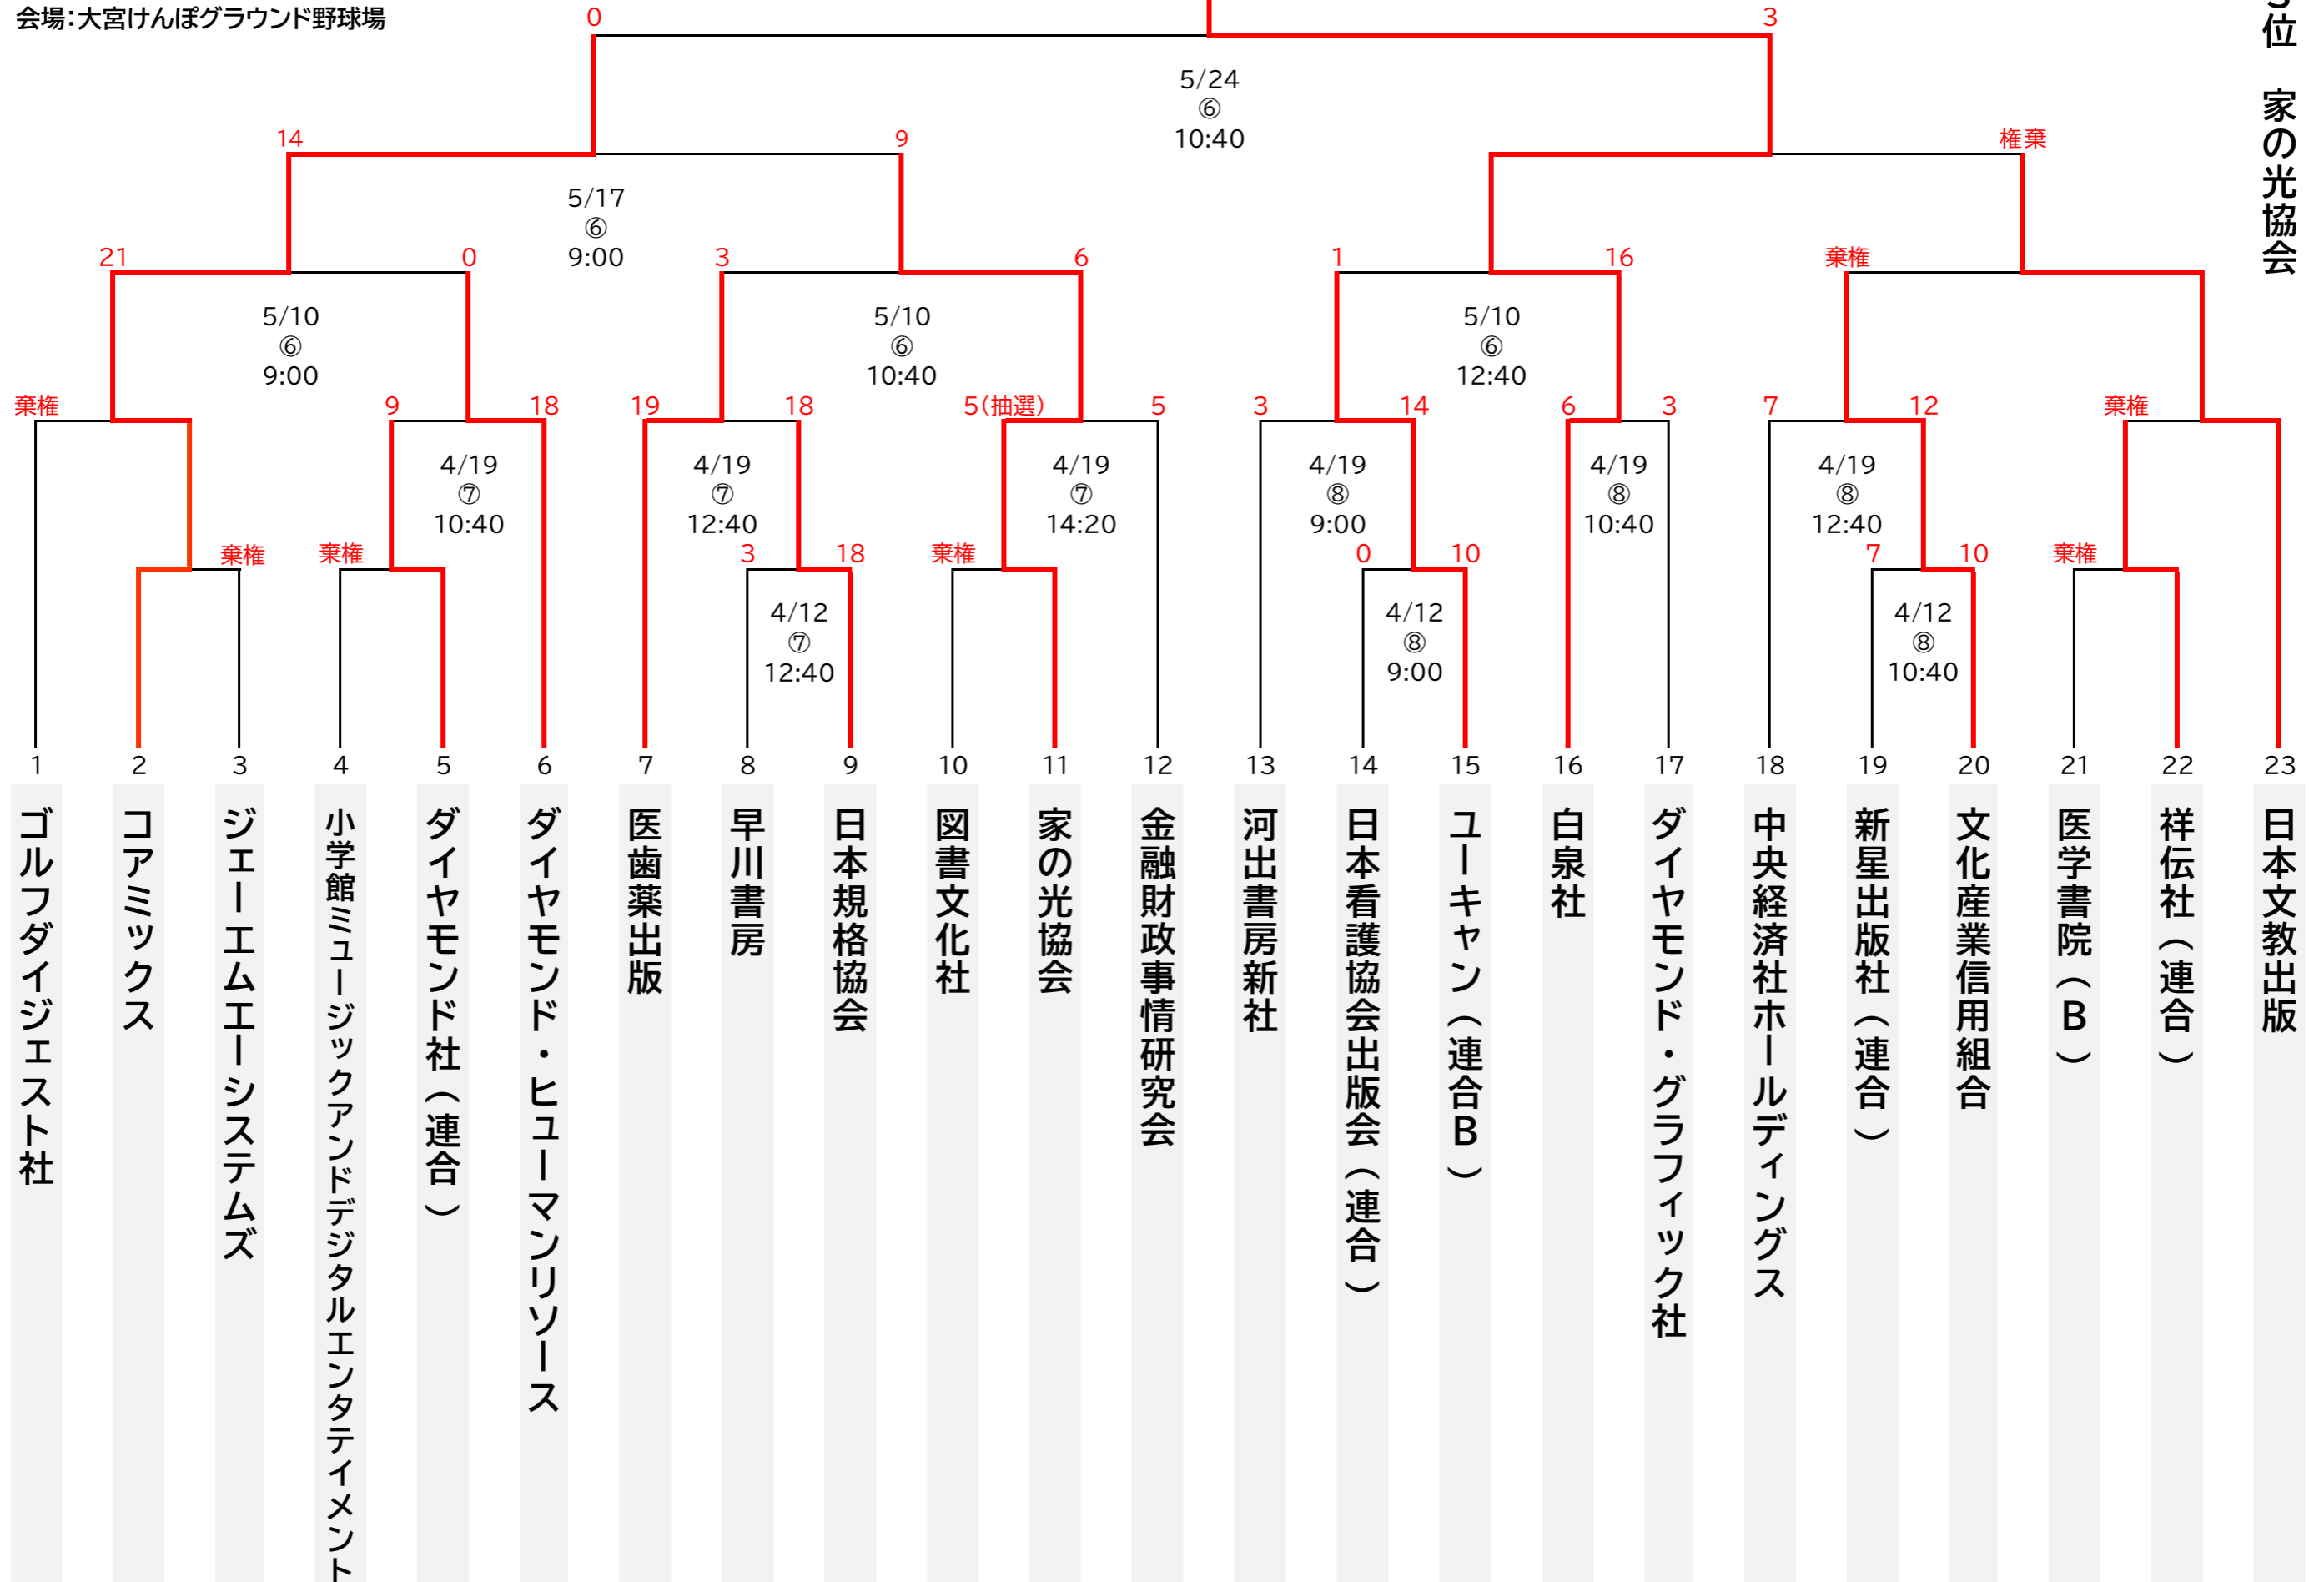 会場：大宮けんぽグラウンド野球場
0
3
位 家の光協会
5/24
⑥
10:40
14
9
権棄
5/17
⑥
9:00
21
0
3
6
1
16
棄権
5/10
⑥
9:00
5/10
⑥
10:40
5/10
⑥
12:40
棄権
9
18
19
18
5（抽選）
5
3
14
6
3
7
12
棄権
4/19
⑦
10:40
4/19
⑦
12:40
4/19
⑦
14:20
4/19
⑧
9:00
4/19
⑧
10:40
4/19
⑧
12:40
棄権
棄権
3
18
棄権
0
10
7
10
棄権
4/12
⑦
12:40
4/12
⑧
9:00
4/12
⑧
10:40
1
2
3
4
5
6
7
8
9
10
11
12
13
14
15
16
17
18
19
20
21
22
23
ゴルフダイジェスト社
コアミックス
ジェーエムエーシステムズ
小学館ミュージックアンドデジタルエンタテイメント
ダイヤモンド社（連合）
ダイヤモンド・ヒューマンリソース
医歯薬出版
早川書房
日本規格協会
図書文化社
家の光協会
金融財政事情研究会
河出書房新社
日本看護協会出版会（連合）
ユーキャン（連合B）
白泉社
ダイヤモンド・グラフィック社
中央経済社ホールディングス
新星出版社（連合）
文化産業信用組合
医学書院（B）
祥伝社（連合）
日本文教出版